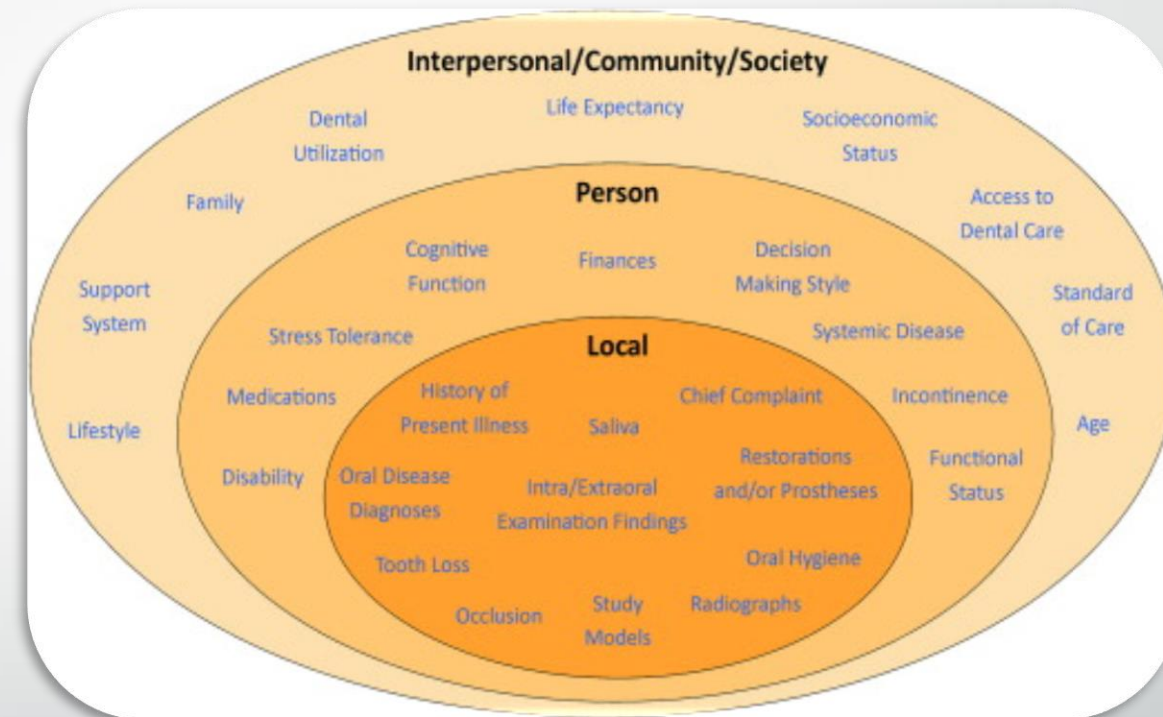 Interpersonal/Community/Society
Life Expectancy
Dental
Utilization
Socioeconomic
Status
Family
Access to
Dental Care
Support
System
Standard
of Care
Lifestyle
Age
Person
Cognitive
Function
Finances
Decision
Making Style
Stress Tolerance
Systemic Disease
Medications
Incontinence
Disability
Functional
Status
Local
History of
Present Illness
Chief Complaint
Saliva
Oral Disease
Diagnoses
Intra/Extraoral
Examination Findings
Restorations
and/or Prostheses
Tooth Loss
Oral Hygiene
Occlusion
Study
Models
Radiographs